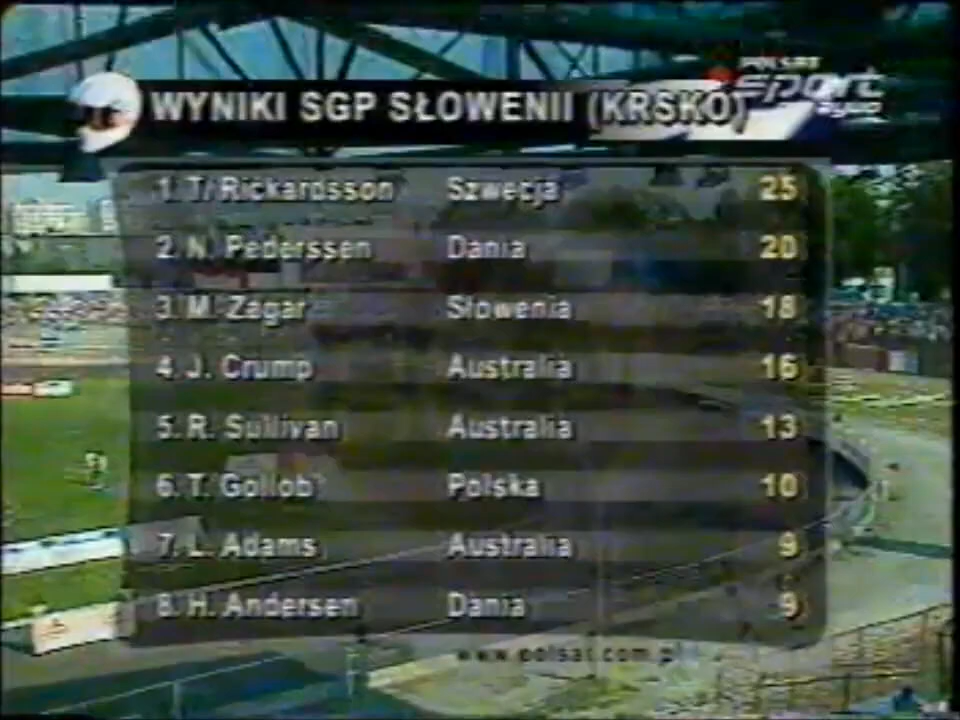 POLSAT
sport
WYNIKI SGP SŁOWENII (KRSKO)
1. T. Rickardsson Szwecja 25
2. N. Pederssen Dania 20
3. M. Zagar Słowenia 18
4. J. Crump Australia 16
5. R. Sullivan Australia 13
6. T. Gollob Polska 10
7. L. Adams Australia 9
8. H. Andersen Dania 9
www.polsat.com.pl